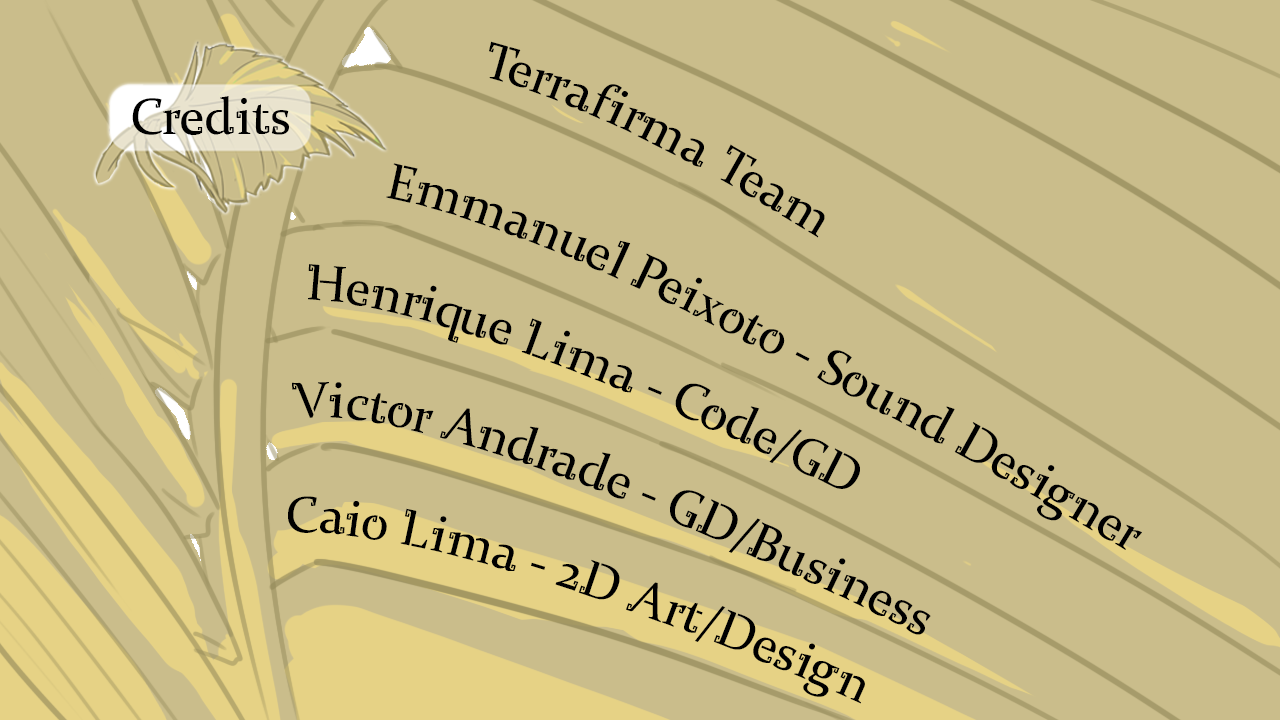 Credits
Terrafirma Team
Emmanuel Peixoto - Sound Designer
Henrique Lima - Code/GD
Victor Andrade - GD/Business
Caio Lima - 2D Art/Design